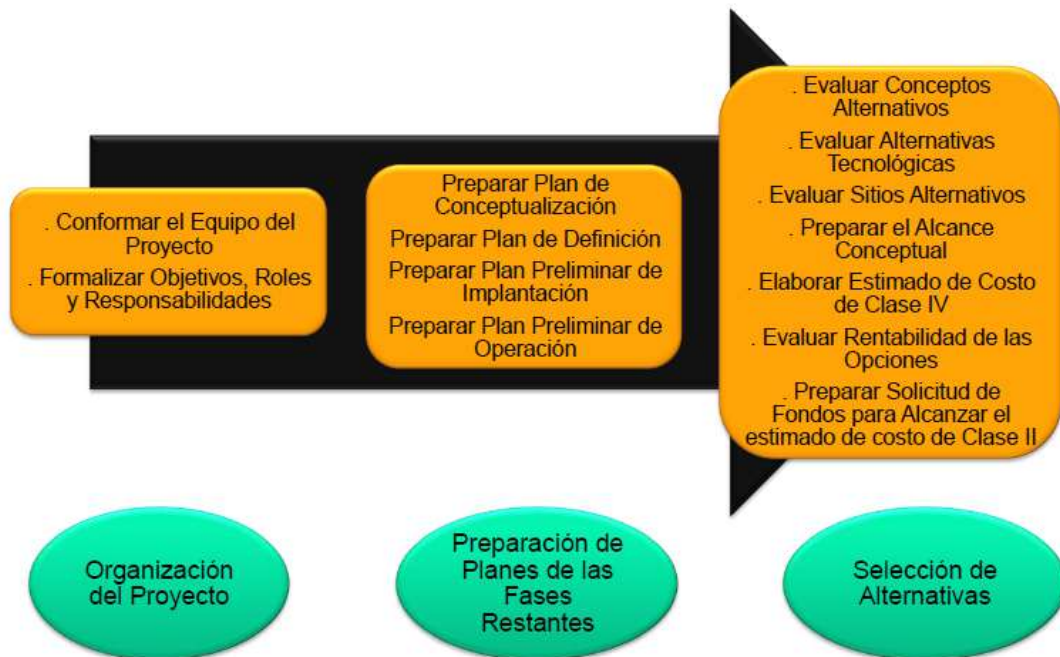 . Conformar el Equipo del
Proyecto
. Formalizar Objetivos, Roles
y Responsabilidades
Preparar Plan de
Conceptualización
Preparar Plan de Definición
Preparar Plan Preliminar de
Implantación
Preparar Plan Preliminar de
Operación
. Evaluar Conceptos
Alternativos
. Evaluar Alternativas
Tecnológicas
. Evaluar Sitios Alternativos
. Preparar el Alcance
Conceptual
. Elaborar Estimado de Costo
de Clase IV
. Evaluar Rentabilidad de las
Opciones
. Preparar Solicitud de
Fondos para Alcanzar el
estimado de costo de Clase II
Organización
del Proyecto
Preparación de
Planes de las
Fases
Restantes
Selección de
Alternativas